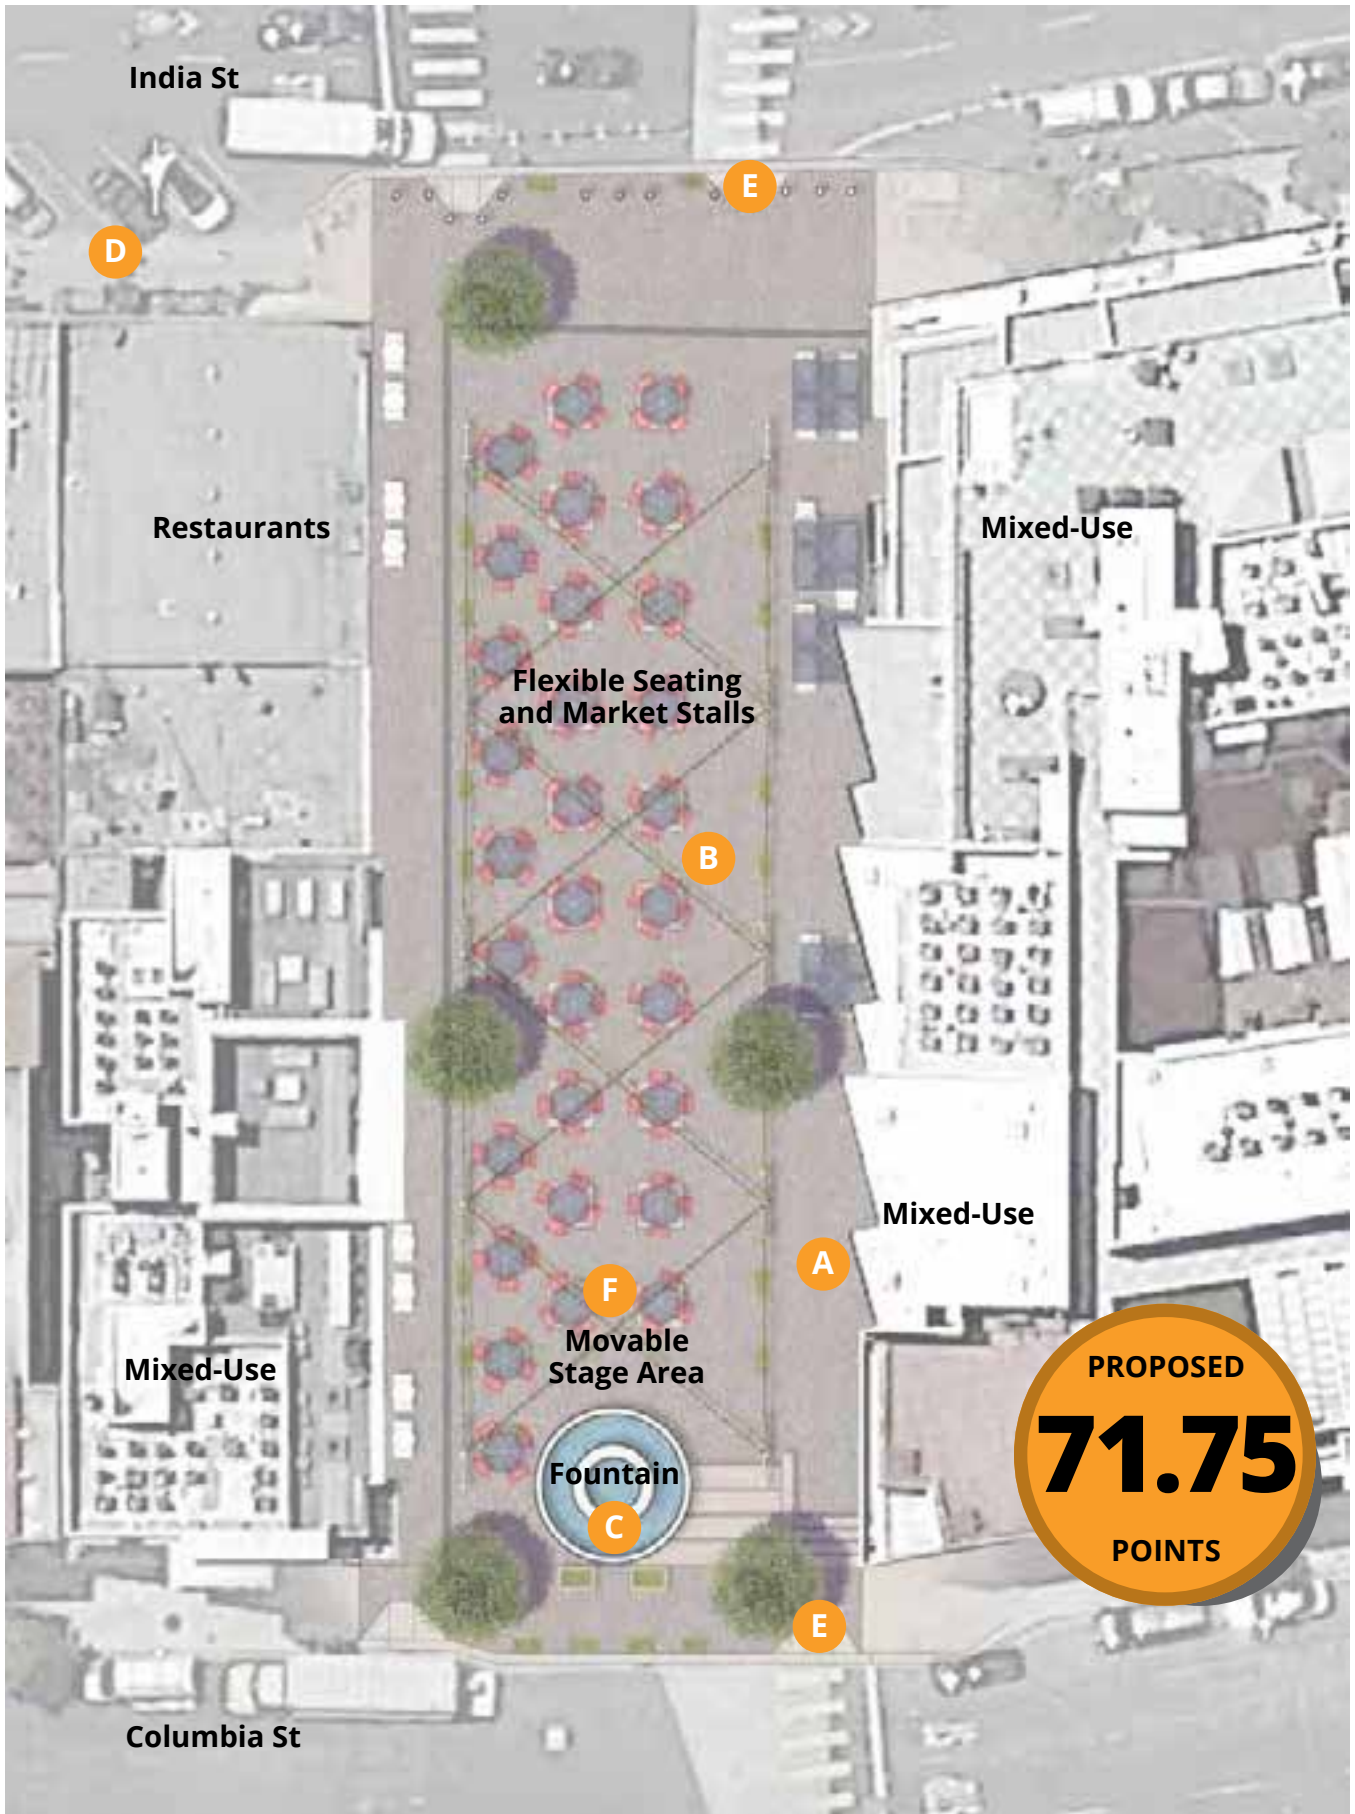 India St
E
D
Restaurants
Mixed-Use
Flexible Seating
and Market Stalls
B
Mixed-Use
A
F
Movable
Stage Area
Mixed-Use
PROPOSED
71.75
POINTS
Fountain
C
E
Columbia St